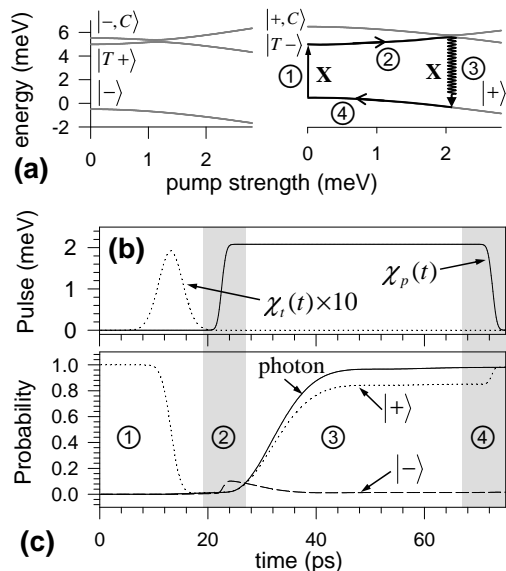 |−,C⟩
|T+⟩
|−⟩
energy (meV)
6
4
2
0
-2
0 1 2
|+,C⟩
|T−⟩
① X ② X ③
|+⟩
④
0 1 2
(a) pump strength (meV)
(b)
Pulse (meV)
2
0
χt(t)×10
χp(t)
Probability
1.0
0.8
0.6
0.4
0.2
0.0
photon
|+⟩
① ② ③ ④
|−⟩
0 20 40 60
(c) time (ps)